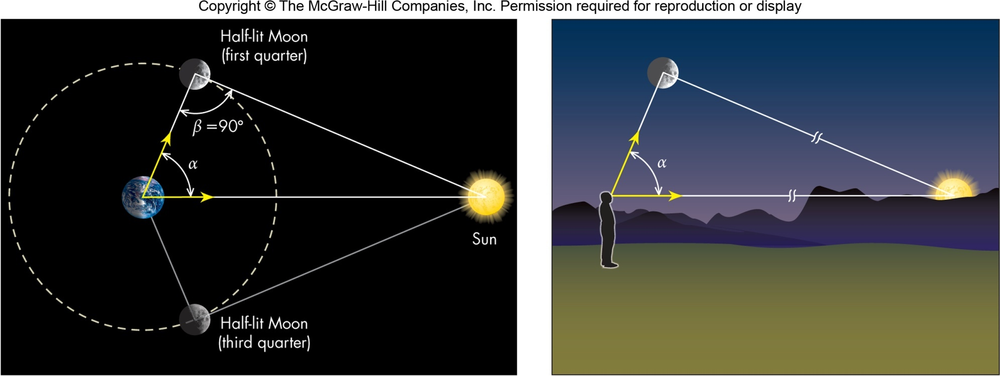 Copyright © The McGraw-Hill Companies, Inc. Permission required for reproduction or display
Half-lit Moon
(first quarter)
β =90°
α
Sun
Half-lit Moon
(third quarter)
α